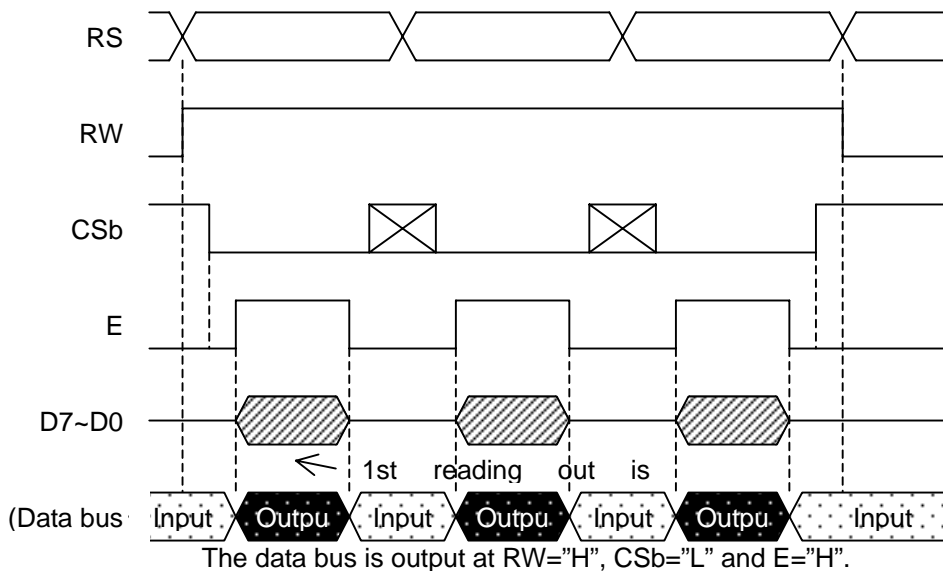 RS
RW
CSb
E
D7~D0
1st reading out is
(Data bus Input Outpu Input Outpu Input Outpu Input
The data bus is output at RW=”H”, CSb=”L” and E=”H”.